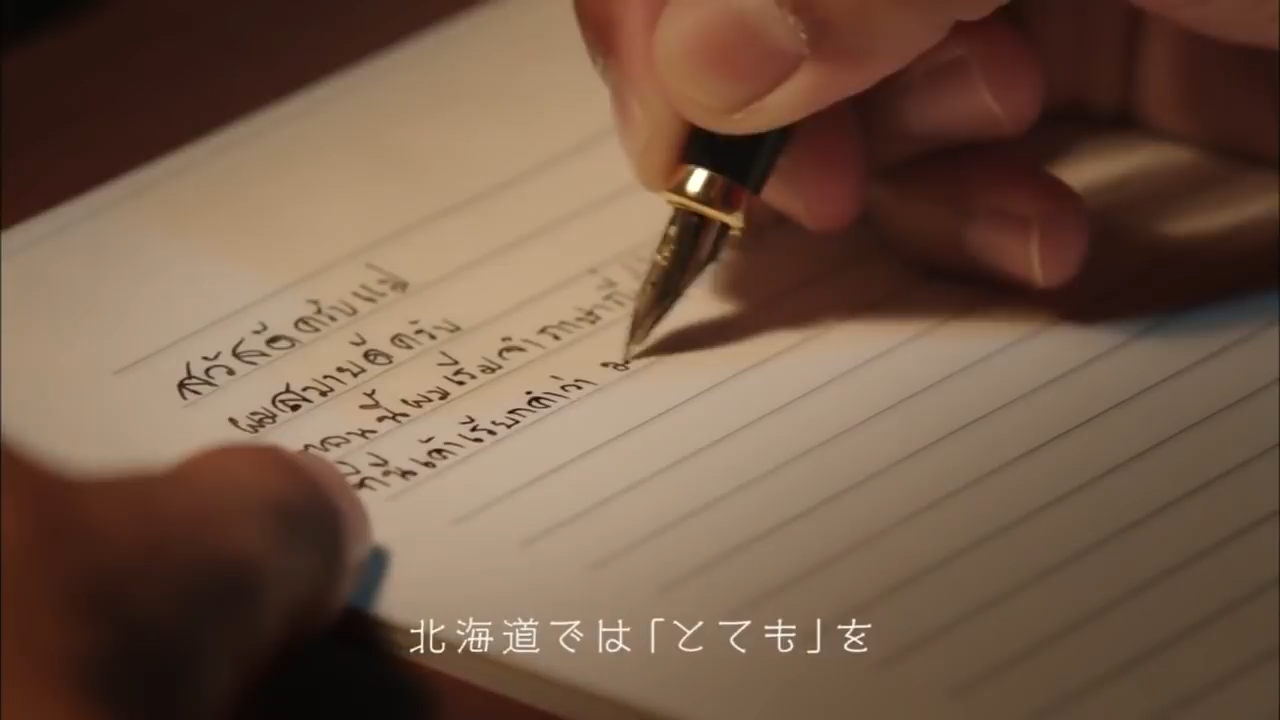 สวัสดีครับแม่
ผมสบายดีครับ
ตอนนี้ผมเริ่มจำภาษาที่
ที่นี่เค้าเรียกคำว่า
北海道では「とても」を